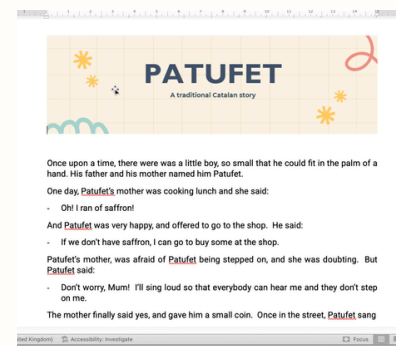 PATUFET
A traditional Catalan story
Once upon a time, there were was a little boy, so small that he could fit in the palm of a
hand. His father and his mother named him Patufet.
One day, Patufet's mother was cooking lunch and she said:
- Oh! I ran of saffron!
And Patufet was very happy, and offered to go to the shop. He said:
- If we don't have saffron, I can go to buy some at the shop.
Patufet's mother, was afraid of Patufet being stepped on, and she was doubting. But
Patufet said:
- Don't worry, Mum! I'll sing loud so that everybody can hear me and they don't step
on me.
The mother finally said yes, and gave him a small coin. Once in the street, Patufet sang
Kingdom) Accessibility: Investigate Focus